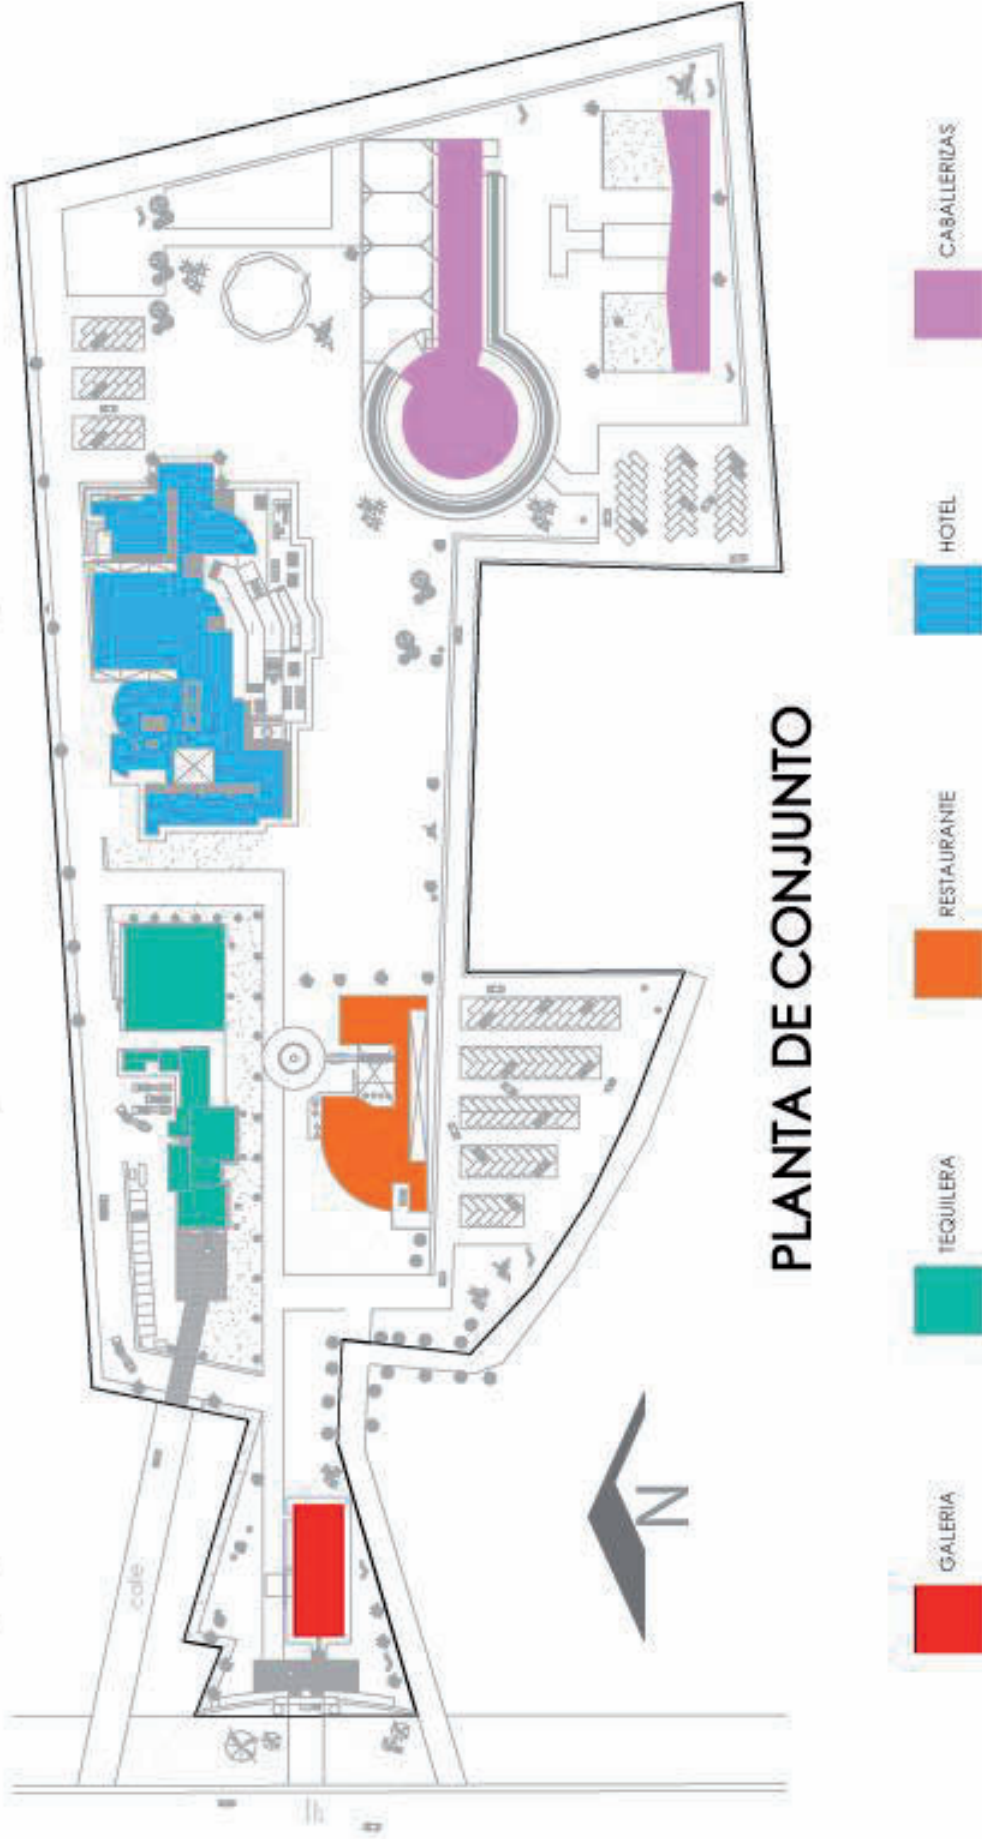 calle
N
PLANTA DE CONJUNTO
GALERIA
TEQUILERA
RESTAURANTE
HOTEL
CABALLERIZAS